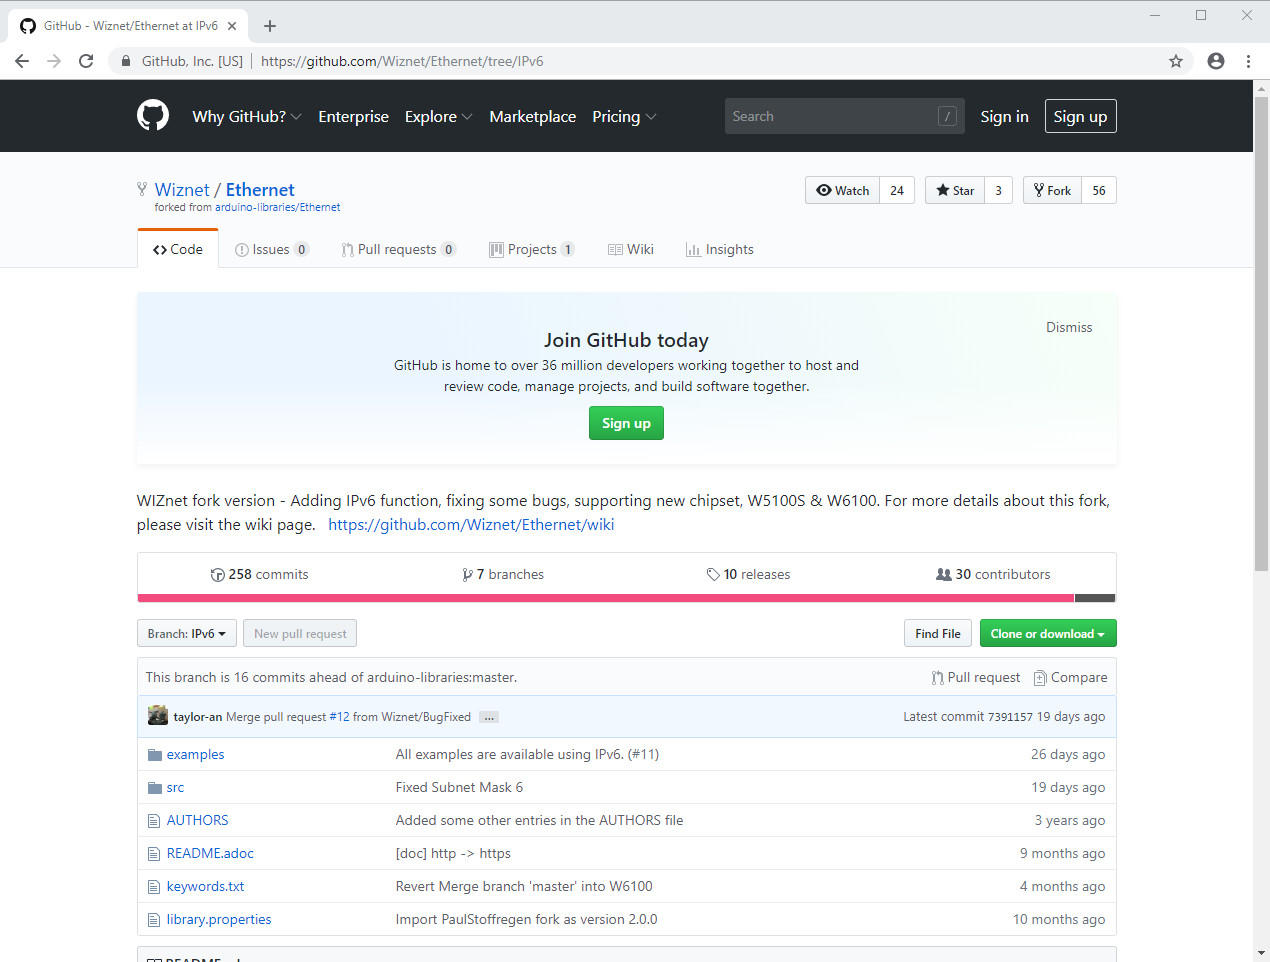 GitHub - Wiznet/Ethernet at IPv6
GitHub, Inc. [US] | https://github.com/Wiznet/Ethernet/tree/IPv6
Why GitHub? Enterprise Explore Marketplace Pricing Search / Sign in Sign up
Wiznet / Ethernet Watch 24 Star 3 Fork 56
forked from arduino-libraries/Ethernet
Code Issues 0 Pull requests 0 Projects 1 Wiki Insights
Dismiss
Join GitHub today
GitHub is home to over 36 million developers working together to host and
review code, manage projects, and build software together.
Sign up
WIZnet fork version - Adding IPv6 function, fixing some bugs, supporting new chipset, W5100S & W6100. For more details about this fork,
please visit the wiki page. https://github.com/Wiznet/Ethernet/wiki
258 commits 7 branches 10 releases 30 contributors
Branch: IPv6 New pull request Find File Clone or download
This branch is 16 commits ahead of arduino-libraries:master. Pull request Compare
taylor-an Merge pull request #12 from Wiznet/BugFixed ... Latest commit 7391157 19 days ago
examples All examples are available using IPv6. (#11) 26 days ago
src Fixed Subnet Mask 6 19 days ago
AUTHORS Added some other entries in the AUTHORS file 3 years ago
README.adoc [doc] http -> https 9 months ago
keywords.txt Revert Merge branch 'master' into W6100 4 months ago
library.properties Import PaulStoffregen fork as version 2.0.0 10 months ago